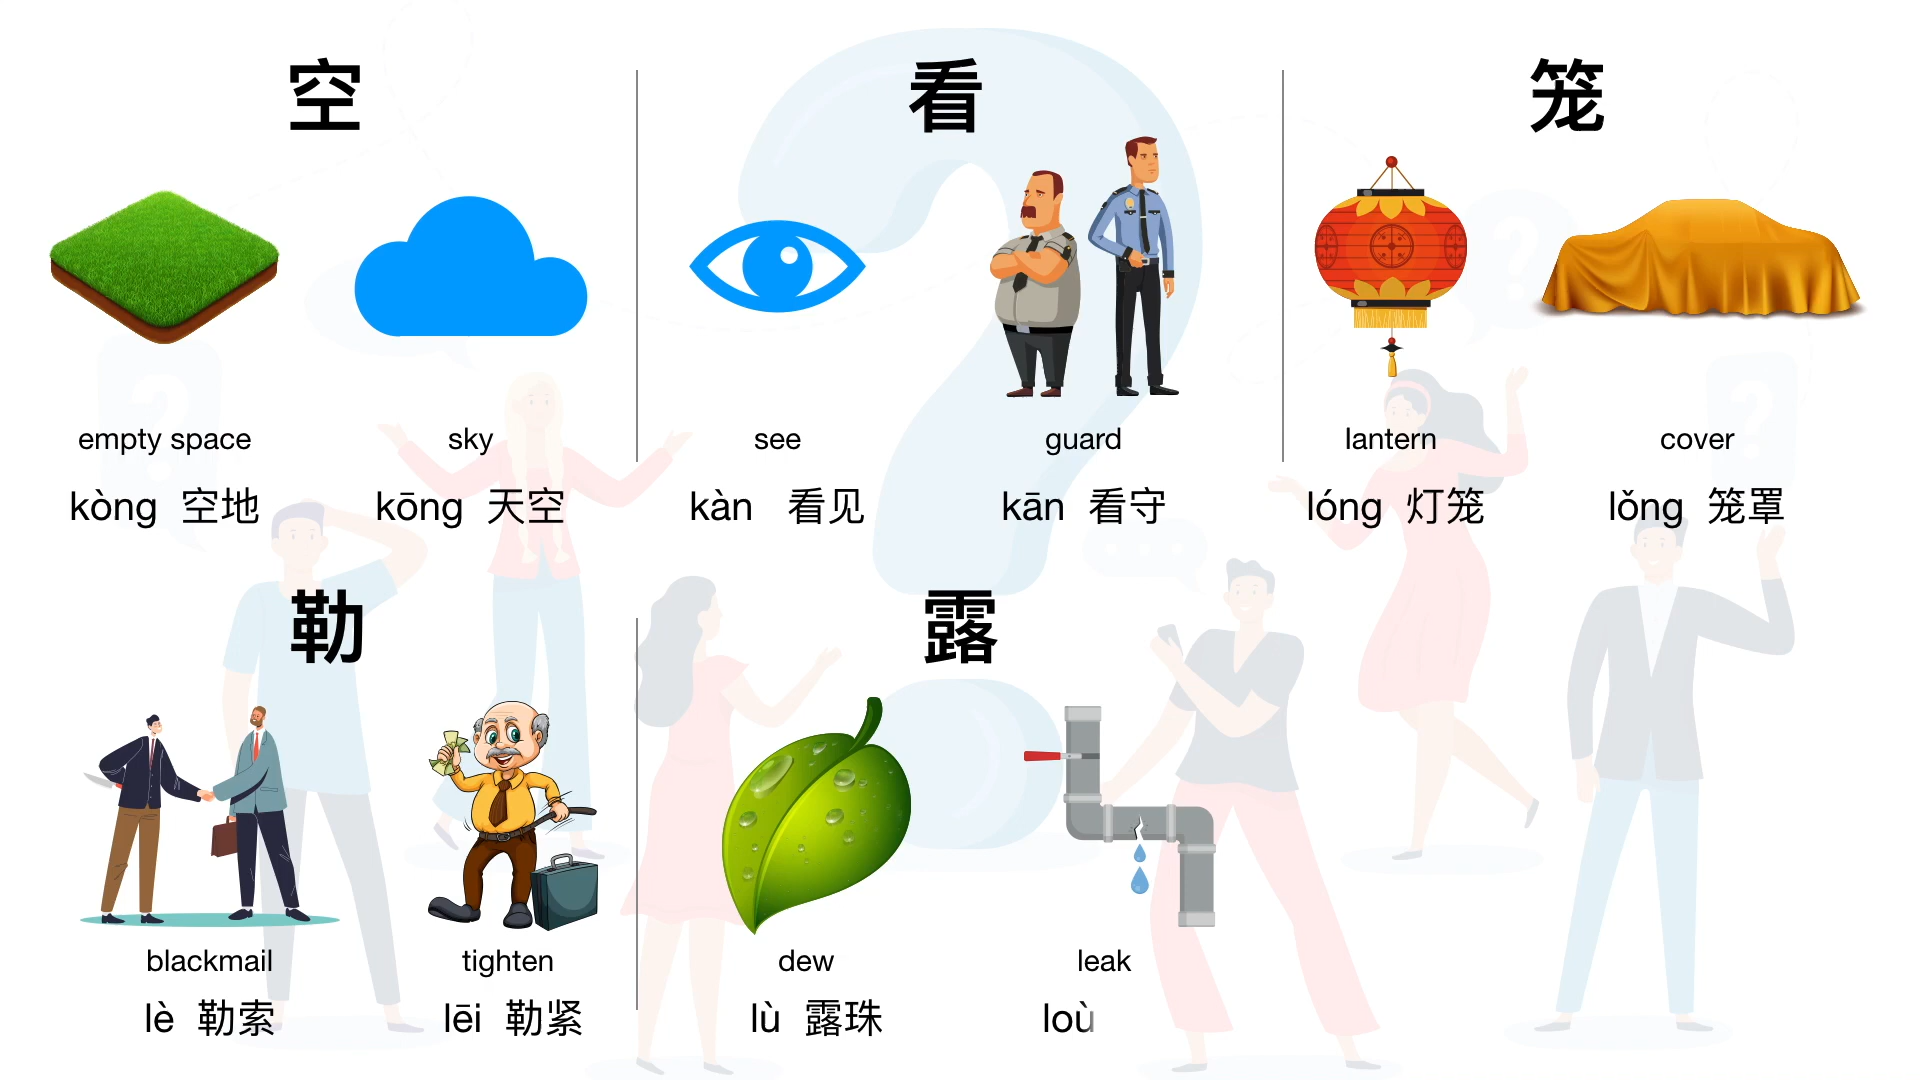 空
看
笼
empty space
sky
see
guard
lantern
cover
kòng 空地
kōng 天空
kàn 看见
kān 看守
lóng 灯笼
lǒng 笼罩
勒
露
blackmail
tighten
dew
leak
lè 勒索
lēi 勒紧
lù 露珠
loù